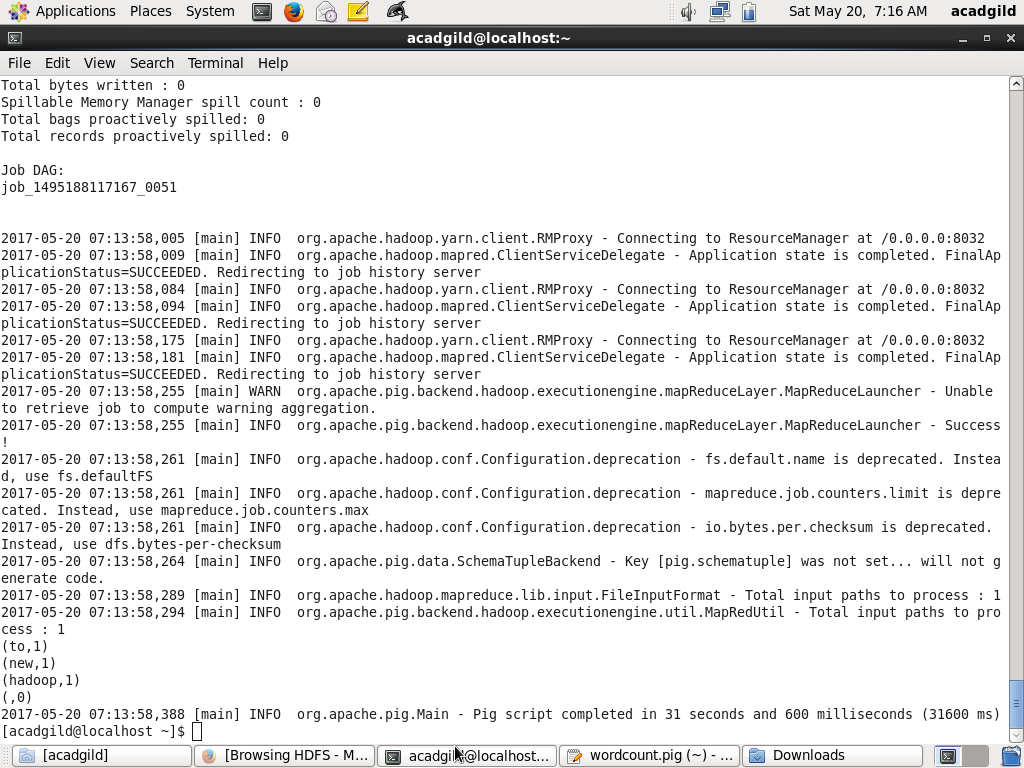 Applications Places System Sat May 20, 7:16 AM acadgild
acadgild@localhost:~
File Edit View Search Terminal Help
Total bytes written : 0
Spillable Memory Manager spill count : 0
Total bags proactively spilled: 0
Total records proactively spilled: 0
Job DAG:
job_1495188117167_0051
2017-05-20 07:13:58,005 [main] INFO  org.apache.hadoop.yarn.client.RMProxy - Connecting to ResourceManager at /0.0.0.0:8032
2017-05-20 07:13:58,009 [main] INFO  org.apache.hadoop.mapred.ClientServiceDelegate - Application state is completed. FinalAp
plicationStatus=SUCCEEDED. Redirecting to job history server
2017-05-20 07:13:58,084 [main] INFO  org.apache.hadoop.yarn.client.RMProxy - Connecting to ResourceManager at /0.0.0.0:8032
2017-05-20 07:13:58,094 [main] INFO  org.apache.hadoop.mapred.ClientServiceDelegate - Application state is completed. FinalAp
plicationStatus=SUCCEEDED. Redirecting to job history server
2017-05-20 07:13:58,175 [main] INFO  org.apache.hadoop.yarn.client.RMProxy - Connecting to ResourceManager at /0.0.0.0:8032
2017-05-20 07:13:58,181 [main] INFO  org.apache.hadoop.mapred.ClientServiceDelegate - Application state is completed. FinalAp
plicationStatus=SUCCEEDED. Redirecting to job history server
2017-05-20 07:13:58,255 [main] WARN  org.apache.pig.backend.hadoop.executionengine.mapReduceLayer.MapReduceLauncher - Unable
to retrieve job to compute warning aggregation.
2017-05-20 07:13:58,255 [main] INFO  org.apache.pig.backend.hadoop.executionengine.mapReduceLayer.MapReduceLauncher - Success
!
2017-05-20 07:13:58,261 [main] INFO  org.apache.hadoop.conf.Configuration.deprecation - fs.default.name is deprecated. Instea
d, use fs.defaultFS
2017-05-20 07:13:58,261 [main] INFO  org.apache.hadoop.conf.Configuration.deprecation - mapreduce.job.counters.limit is depre
cated. Instead, use mapreduce.job.counters.max
2017-05-20 07:13:58,261 [main] INFO  org.apache.hadoop.conf.Configuration.deprecation - io.bytes.per.checksum is deprecated.
Instead, use dfs.bytes-per-checksum
2017-05-20 07:13:58,264 [main] INFO  org.apache.pig.data.SchemaTupleBackend - Key [pig.schematuple] was not set... will not g
enerate code.
2017-05-20 07:13:58,289 [main] INFO  org.apache.hadoop.mapreduce.lib.input.FileInputFormat - Total input paths to process : 1
2017-05-20 07:13:58,294 [main] INFO  org.apache.pig.backend.hadoop.executionengine.util.MapRedUtil - Total input paths to pro
cess : 1
(to,1)
(new,1)
(hadoop,1)
(,0)
2017-05-20 07:13:58,388 [main] INFO  org.apache.pig.Main - Pig script completed in 31 seconds and 600 milliseconds (31600 ms)
[acadgild@localhost ~]$
[acadgild] [Browsing HDFS - M... acadgild@localhost:... wordcount.pig (~) - ... Downloads